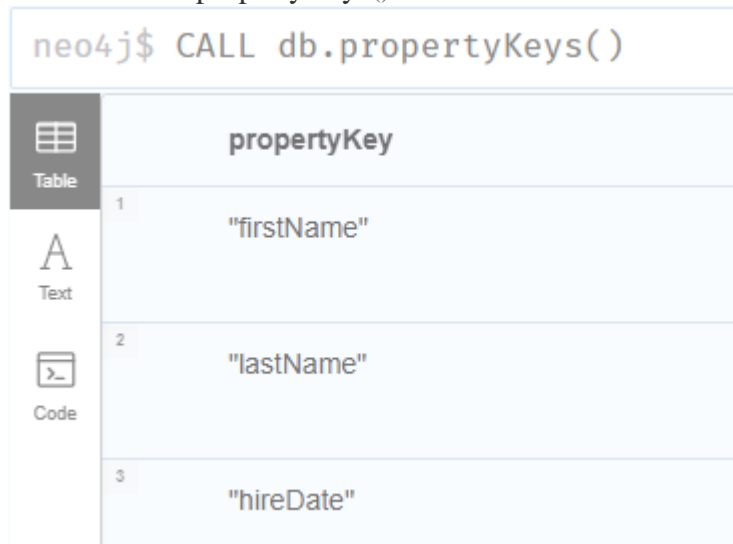 neo4j$ CALL db.propertyKeys()
Table
propertyKey
1
"firstName"
A
Text
2
"lastName"
>_
Code
3
"hireDate"